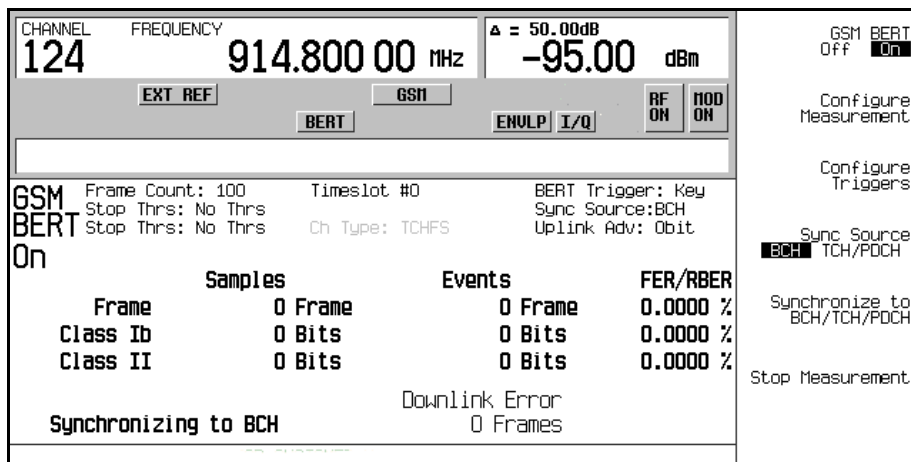 CHANNEL FREQUENCY Δ = 50.00dB
124 914.800 00 MHz -95.00 dBm
EXT REF GSM RF ON MOD ON
BERT ENVLP I/Q
GSM BERT On
Frame Count: 100 Timeslot #0 BERT Trigger: Key
Stop Thrs: No Thrs Sync Source:BCH
Stop Thrs: No Thrs Ch Type: TCHFS Uplink Adv: 0bit
Samples Events FER/RBER
Frame 0 Frame 0 Frame 0.0000 %
Class Ib 0 Bits 0 Bits 0.0000 %
Class II 0 Bits 0 Bits 0.0000 %
Downlink Error
Synchronizing to BCH 0 Frames
GSM BERT
Off On
Configure
Measurement
Configure
Triggers
Sync Source
BCH TCH/PDCH
Synchronize to
BCH/TCH/PDCH
Stop Measurement